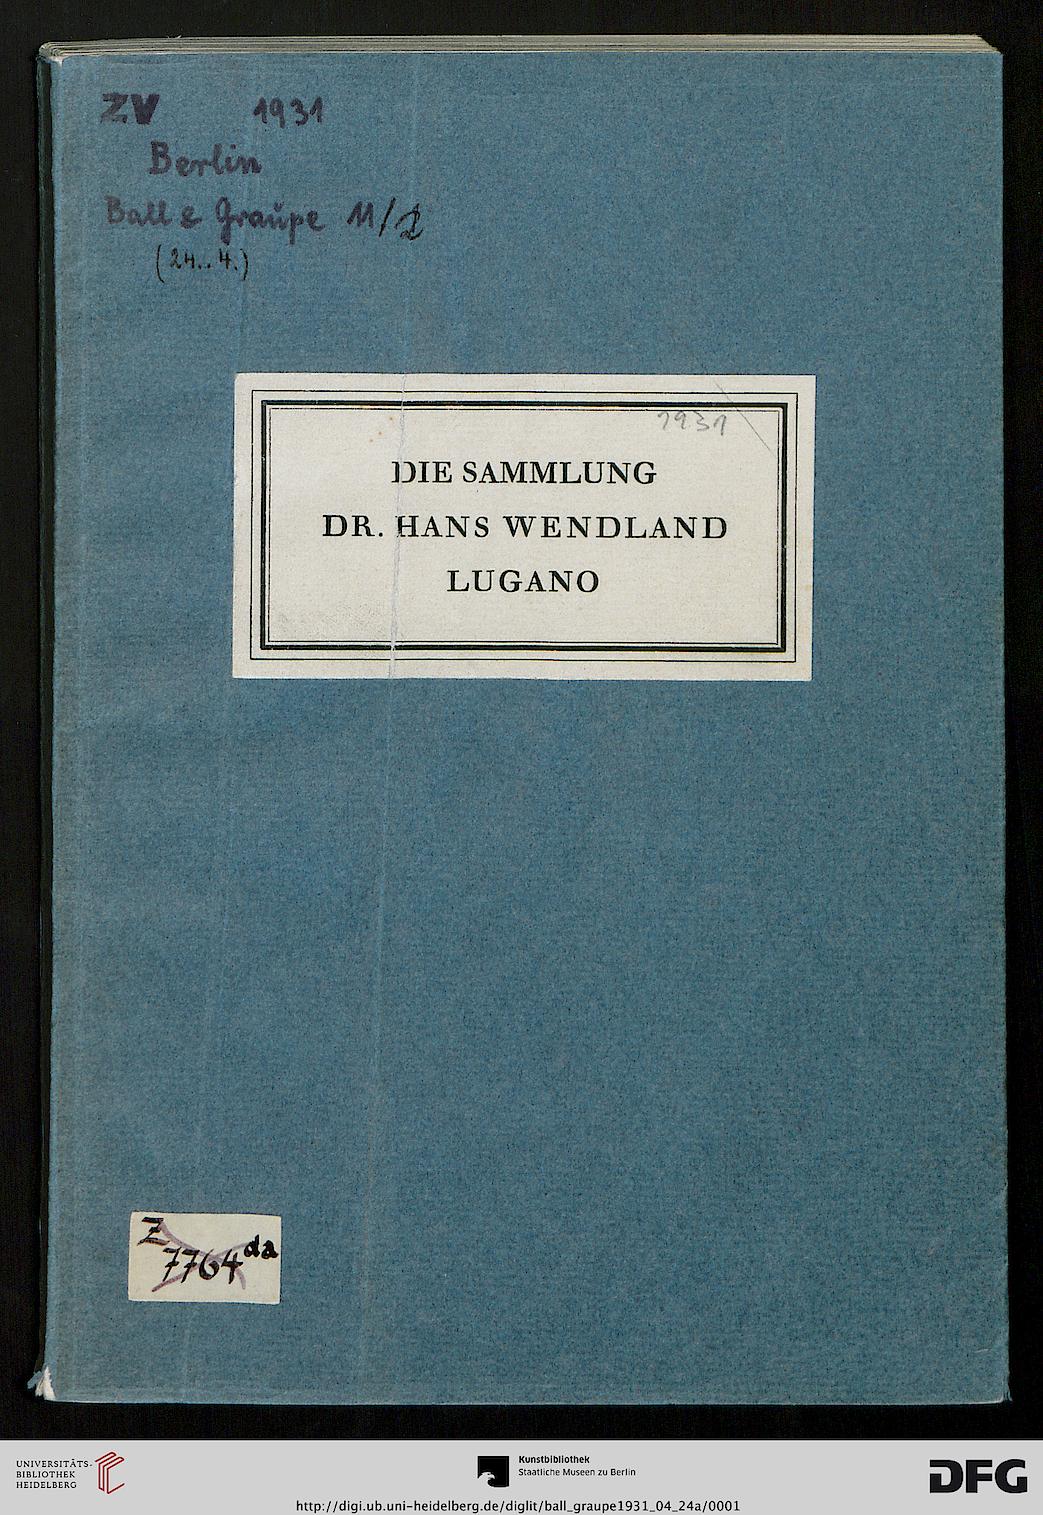 ZV 1931
Berlin
Ball & Graupe 11/2
(24..4.)
1931
DIE SAMMLUNG
DR. HANS WENDLAND
LUGANO
Z
7764 da
UNIVERSITÄTS-
BIBLIOTHEK
HEIDELBERG
Kunstbibliothek
Staatliche Museen zu Berlin
DFG
http://digi.ub.uni-heidelberg.de/diglit/ball_graupe1931_04_24a/0001